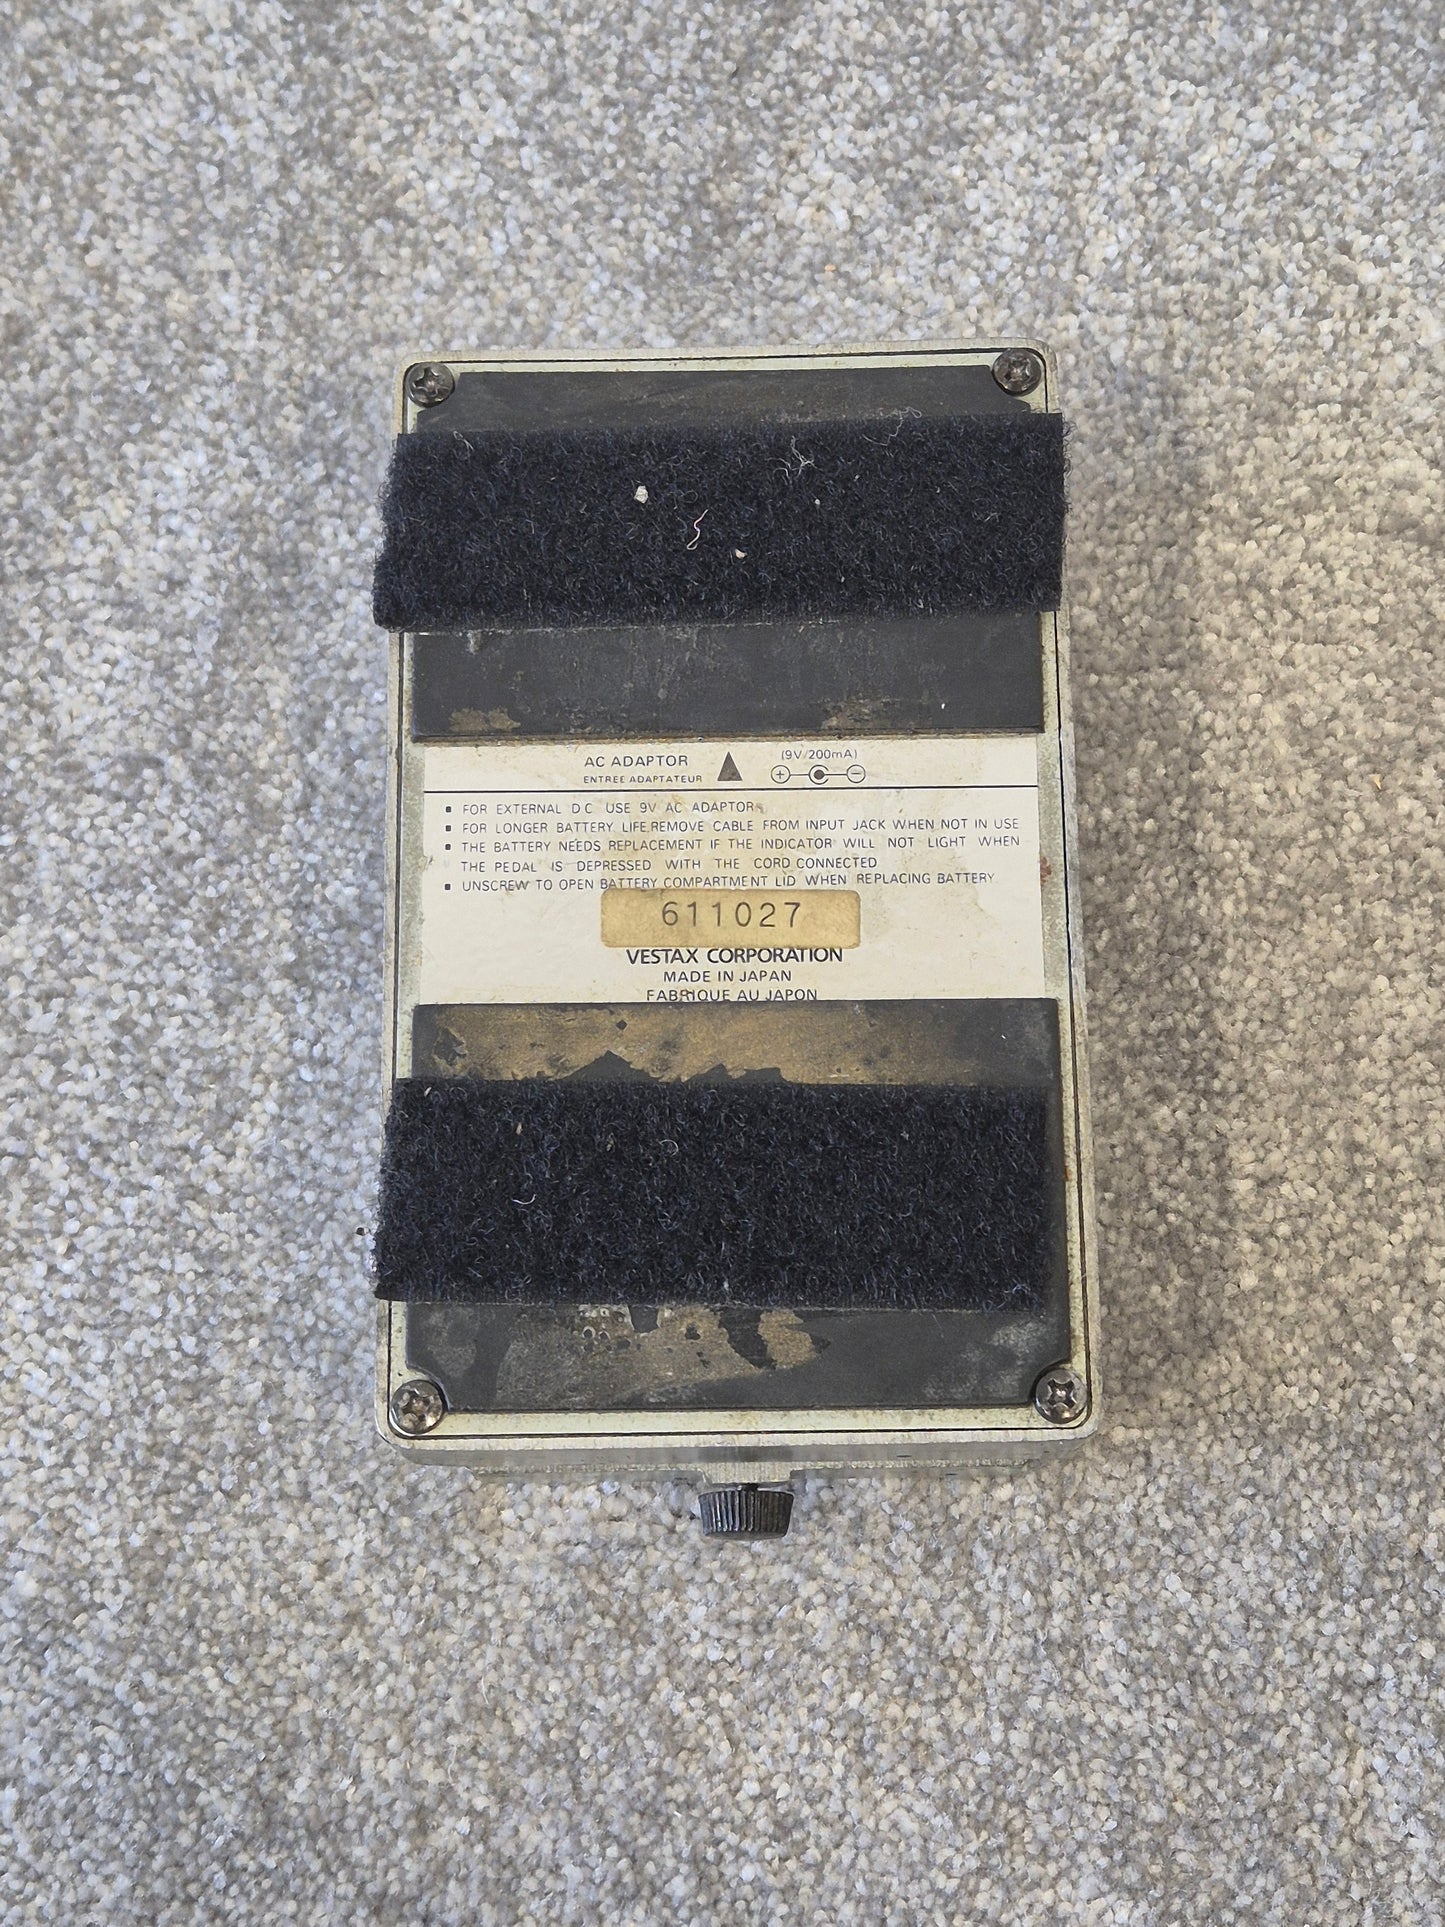 AC ADAPTOR
ENTREE ADAPTATEUR
(9V/200mA)
■ FOR EXTERNAL D.C. USE 9V AC ADAPTOR.
■ FOR LONGER BATTERY LIFE,REMOVE CABLE FROM INPUT JACK WHEN NOT IN USE
■ THE BATTERY NEEDS REPLACEMENT IF THE INDICATOR WILL NOT LIGHT WHEN
THE PEDAL IS DEPRESSED WITH THE CORD CONNECTED
■ UNSCREW TO OPEN BATTERY COMPARTMENT LID WHEN REPLACING BATTERY.
611027
VESTAX CORPORATION
MADE IN JAPAN
FABRIQUE AU JAPON